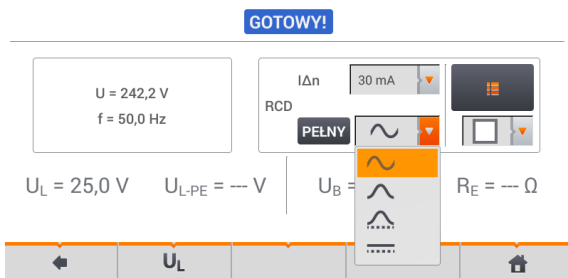 GOTOWY!
U = 242,2 V
f = 50,0 Hz
IΔn 30 mA
RCD
PEŁNY
UL = 25,0 V UL-PE = --- V UB = RE = --- Ω
UL